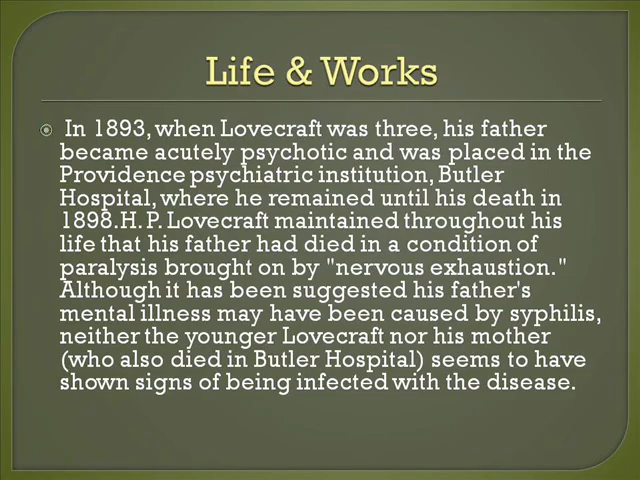 Life & Works
In 1893, when Lovecraft was three, his father
became acutely psychotic and was placed in the
Providence psychiatric institution, Butler
Hospital, where he remained until his death in
1898.H. P. Lovecraft maintained throughout his
life that his father had died in a condition of
paralysis brought on by "nervous exhaustion."
Although it has been suggested his father's
mental illness may have been caused by syphilis,
neither the younger Lovecraft nor his mother
(who also died in Butler Hospital) seems to have
shown signs of being infected with the disease.